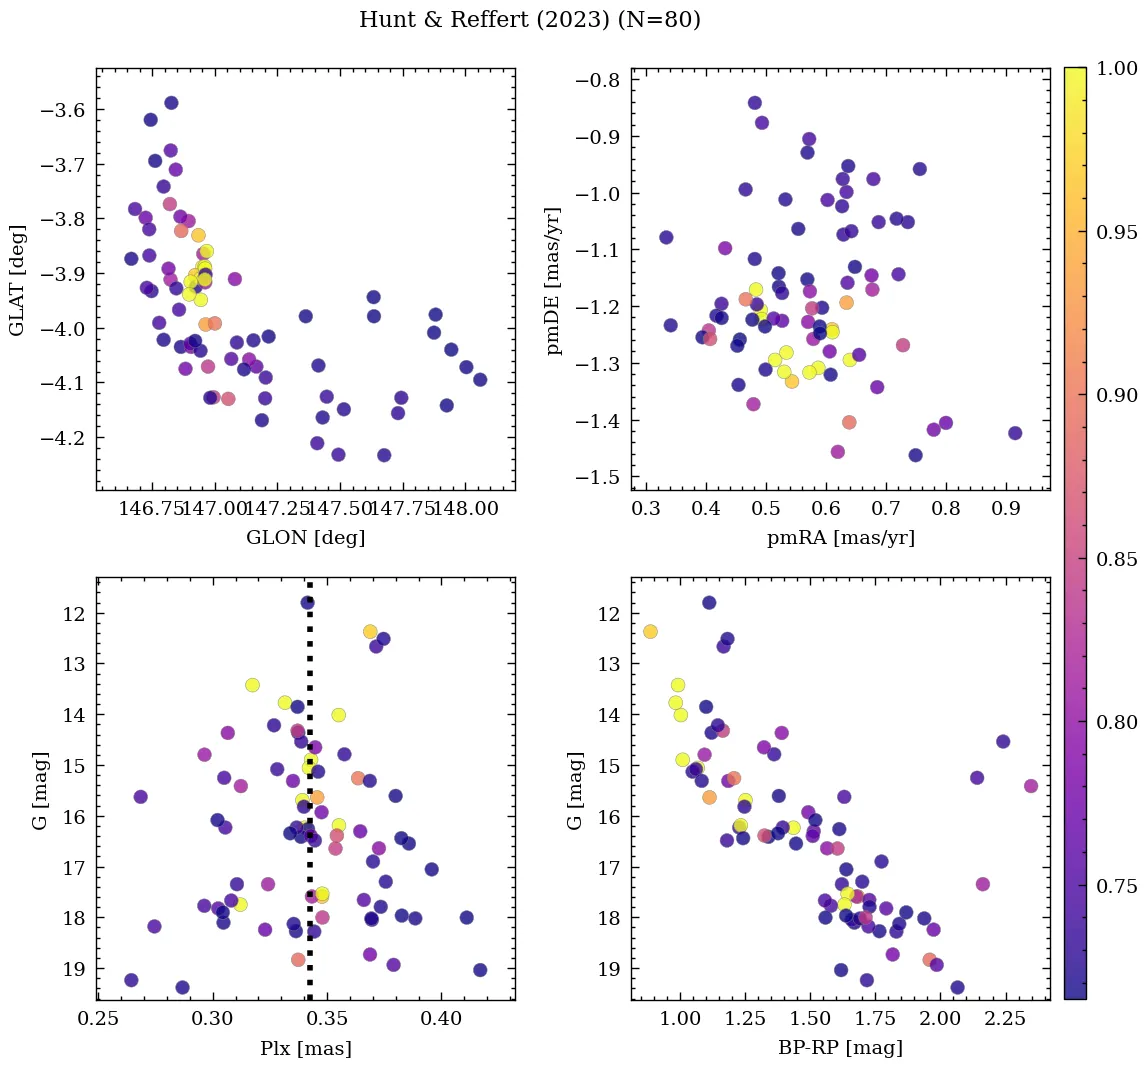 Hunt & Reffert (2023) (N=80)
−3.6
−3.7
−3.8
−3.9
−4.0
−4.1
−4.2
GLAT [deg]
146.75 147.00 147.25 147.50 147.75 148.00
GLON [deg]
−0.8
−0.9
−1.0
−1.1
−1.2
−1.3
−1.4
−1.5
pmDE [mas/yr]
0.3 0.4 0.5 0.6 0.7 0.8 0.9
pmRA [mas/yr]
12
13
14
15
16
17
18
19
G [mag]
0.25 0.30 0.35 0.40
Plx [mas]
12
13
14
15
16
17
18
19
G [mag]
1.00 1.25 1.50 1.75 2.00 2.25
BP-RP [mag]
1.00
0.95
0.90
0.85
0.80
0.75